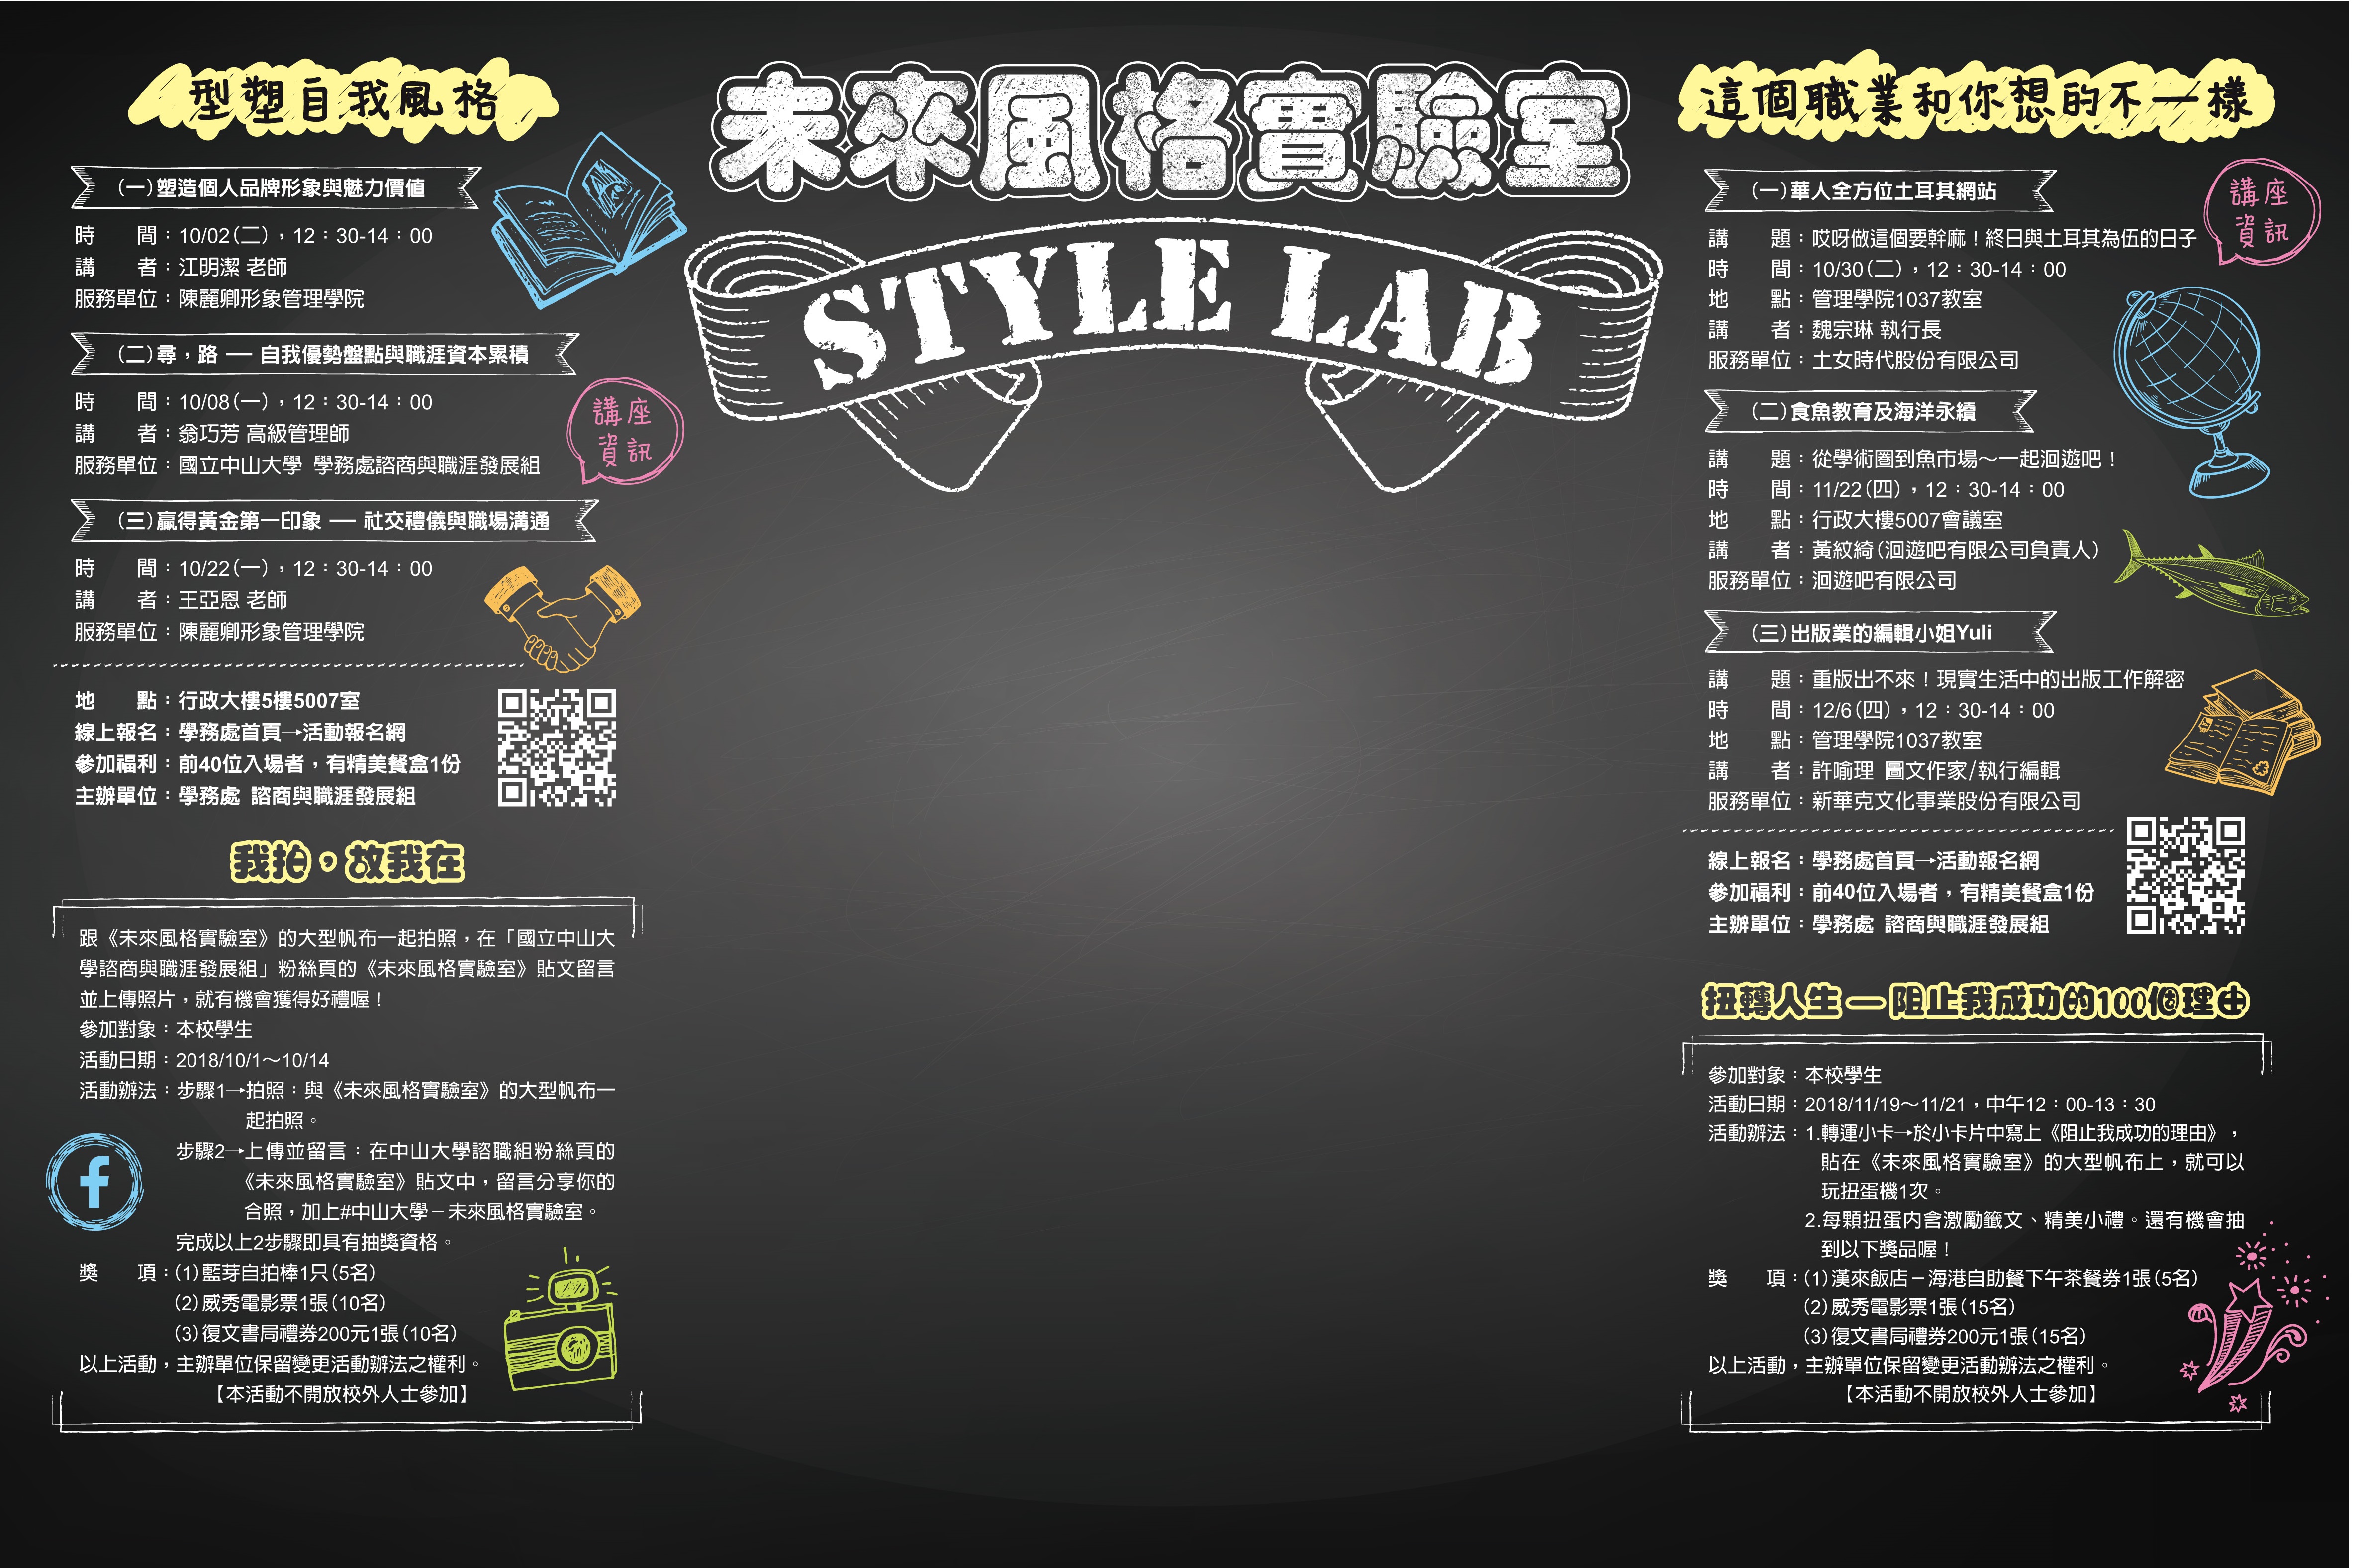 未來風格實驗室
STYLE LAB
型塑自我風格
(一)塑造個人品牌形象與魅力價值
時　　間：10/02(二)，12：30-14：00
講　　者：江明潔 老師
服務單位：陳麗卿形象管理學院
(二)尋，路 — 自我優勢盤點與職涯資本累積
時　　間：10/08(一)，12：30-14：00
講　　者：翁巧芳 高級管理師
服務單位：國立中山大學 學務處諮商與職涯發展組
講座
資訊
(三)贏得黃金第一印象 — 社交禮儀與職場溝通
時　　間：10/22(一)，12：30-14：00
講　　者：王亞恩 老師
服務單位：陳麗卿形象管理學院
地　　點：行政大樓5樓5007室
線上報名：學務處首頁→活動報名網
參加福利：前40位入場者，有精美餐盒1份
主辦單位：學務處 諮商與職涯發展組
我拍，故我在
跟《未來風格實驗室》的大型帆布一起拍照，在「國立中山大
學諮商與職涯發展組」粉絲頁的《未來風格實驗室》貼文留言
並上傳照片，就有機會獲得好禮喔！
參加對象：本校學生
活動日期：2018/10/1～10/14
活動辦法：步驟1→拍照：與《未來風格實驗室》的大型帆布一
起拍照。
步驟2→上傳並留言：在中山大學諮職組粉絲頁的
《未來風格實驗室》貼文中，留言分享你的
合照，加上#中山大學－未來風格實驗室。
完成以上2步驟即具有抽獎資格。
獎　　項：(1)藍芽自拍棒1只(5名)
(2)威秀電影票1張(10名)
(3)復文書局禮券200元1張(10名)
以上活動，主辦單位保留變更活動辦法之權利。
【本活動不開放校外人士參加】
f
這個職業和你想的不一樣
(一)華人全方位土耳其網站
講座
資訊
講　　題：哎呀做這個要幹麻！終日與土耳其為伍的日子
時　　間：10/30(二)，12：30-14：00
地　　點：管理學院1037教室
講　　者：魏宗琳 執行長
服務單位：土女時代股份有限公司
(二)食魚教育及海洋永續
講　　題：從學術圈到魚市場～一起洄遊吧！
時　　間：11/22(四)，12：30-14：00
地　　點：行政大樓5007會議室
講　　者：黃紋綺(洄遊吧有限公司負責人)
服務單位：洄遊吧有限公司
(三)出版業的編輯小姐Yuli
講　　題：重版出不來！現實生活中的出版工作解密
時　　間：12/6(四)，12：30-14：00
地　　點：管理學院1037教室
講　　者：許喻理 圖文作家/執行編輯
服務單位：新華克文化事業股份有限公司
線上報名：學務處首頁→活動報名網
參加福利：前40位入場者，有精美餐盒1份
主辦單位：學務處 諮商與職涯發展組
扭轉人生—阻止我成功的100個理由
參加對象：本校學生
活動日期：2018/11/19～11/21，中午12：00-13：30
活動辦法：1.轉運小卡→於小卡片中寫上《阻止我成功的理由》，
貼在《未來風格實驗室》的大型帆布上，就可以
玩扭蛋機1次。
2.每顆扭蛋內含激勵籤文、精美小禮。還有機會抽
到以下獎品喔！
獎　　項：(1)漢來飯店－海港自助餐下午茶餐券1張(5名)
(2)威秀電影票1張(15名)
(3)復文書局禮券200元1張(15名)
以上活動，主辦單位保留變更活動辦法之權利。
【本活動不開放校外人士參加】